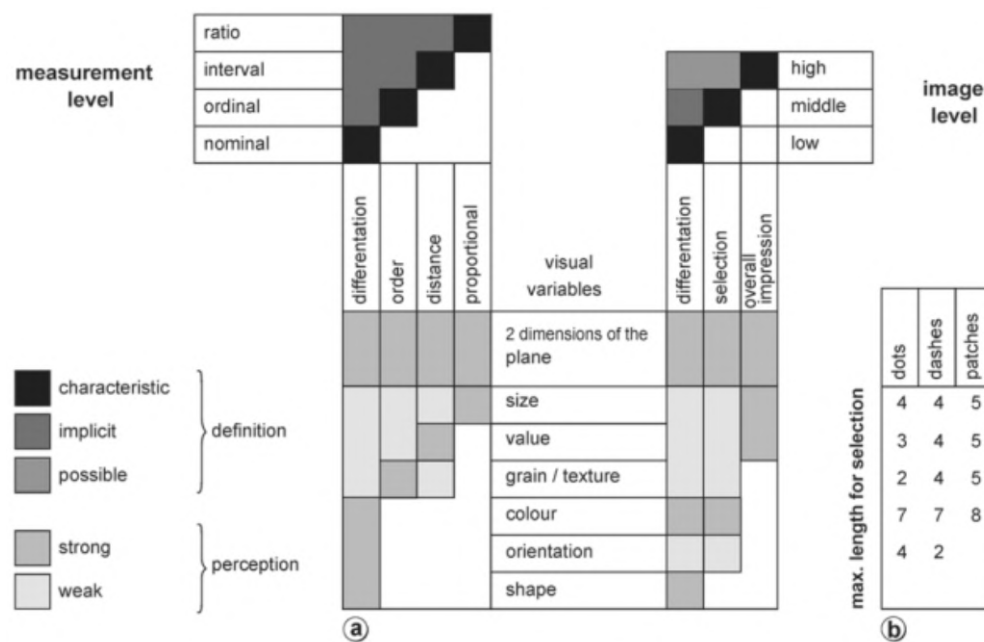 measurement
level
ratio
interval
ordinal
nominal
high
middle
low
image
level
differentation
order
distance
proportional
visual
variables
differentation
selection
overall
impression
2 dimensions of the
plane
size
value
grain / texture
colour
orientation
shape
characteristic
implicit
possible
definition
strong
weak
perception
a
max. length for selection
dots dashes patches
4 4 5
3 4 5
2 4 5
7 7 8
4 2
b